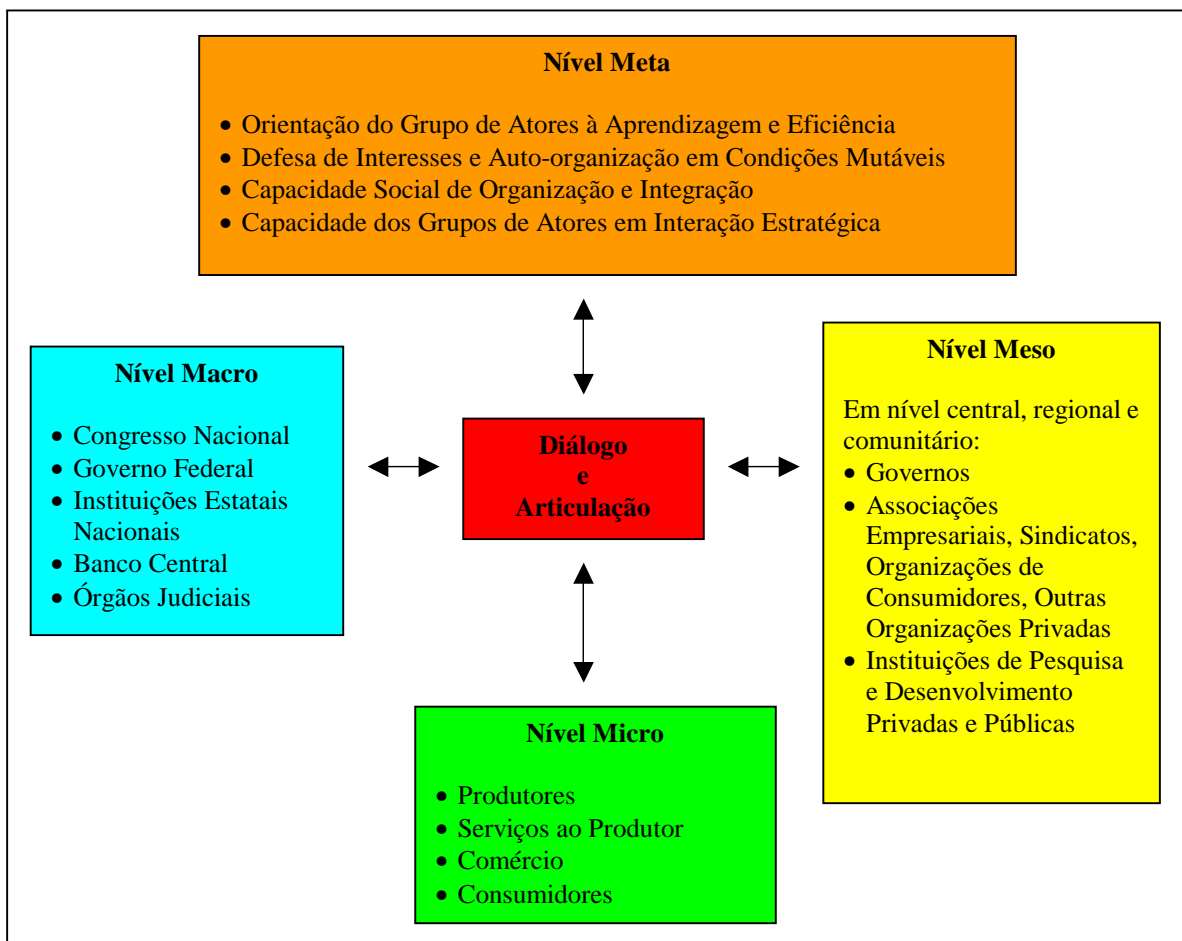 Nível Meta
• Orientação do Grupo de Atores à Aprendizagem e Eficiência
• Defesa de Interesses e Auto-organização em Condições Mutáveis
• Capacidade Social de Organização e Integração
• Capacidade dos Grupos de Atores em Interação Estratégica
Nível Macro
• Congresso Nacional
• Governo Federal
• Instituições Estatais
Nacionais
• Banco Central
• Órgãos Judiciais
Diálogo
e
Articulação
Nível Meso
Em nível central, regional e
comunitário:
• Governos
• Associações
Empresariais, Sindicatos,
Organizações de
Consumidores, Outras
Organizações Privadas
• Instituições de Pesquisa
e Desenvolvimento
Privadas e Públicas
Nível Micro
• Produtores
• Serviços ao Produtor
• Comércio
• Consumidores